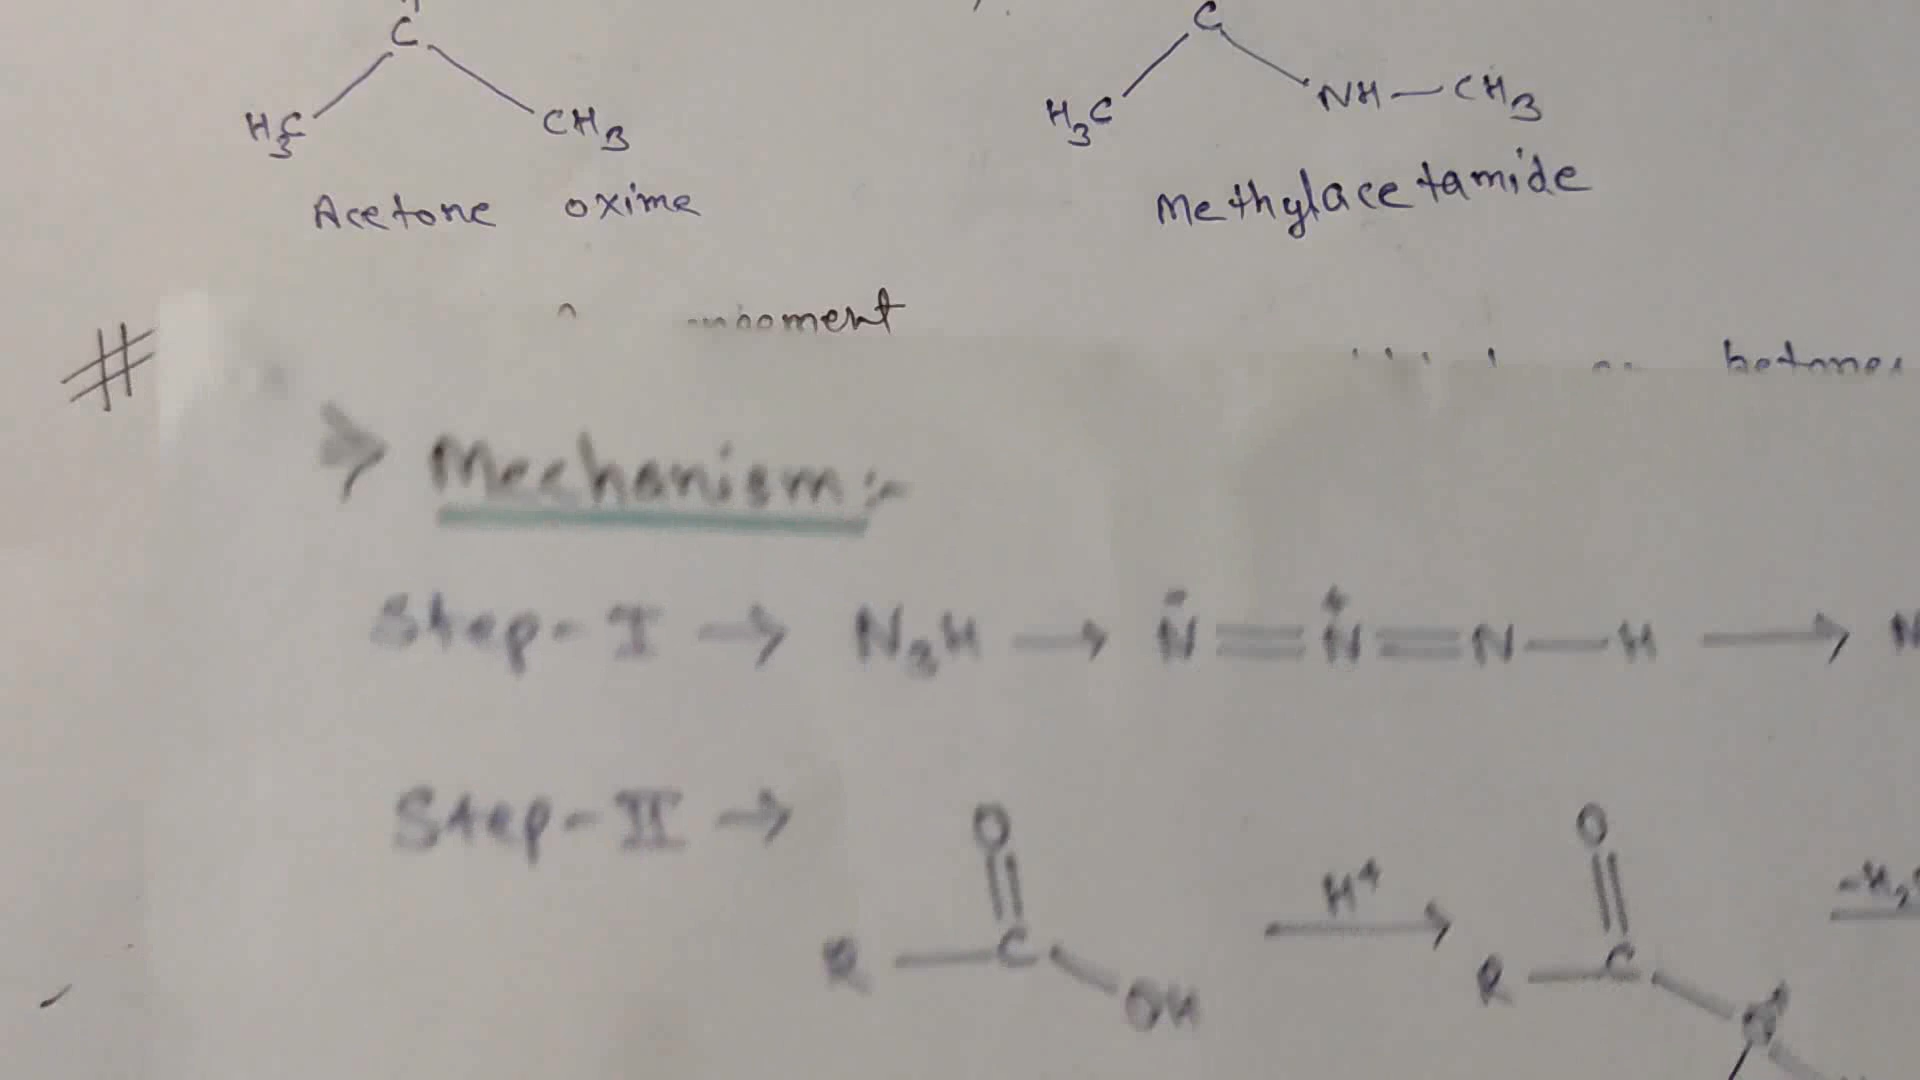 C C
H3C CH3 H3C NH—CH3
Acetone oxime Methylacetamide
#
Mechanism:-
Step-I → N3H → N̄=N⁺=N—H →
Step-II →
O O
H+
R—C R—C
OH